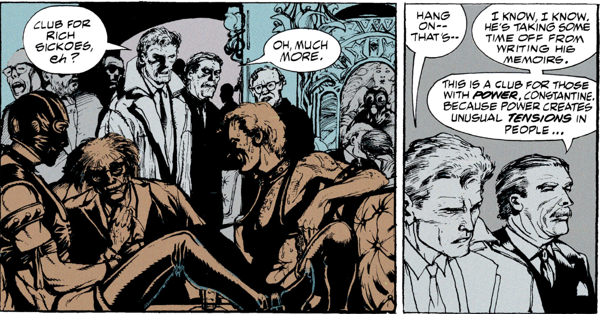 CLUB FOR
RICH
SICKOES,
eh?
OH, MUCH
MORE.
HANG
ON--
THAT'S--
I KNOW, I KNOW,
HE'S TAKING SOME
TIME OFF FROM
WRITING HIS
MEMOIRS.
THIS IS A CLUB FOR THOSE
WITH POWER, CONSTANTINE.
BECAUSE POWER CREATES
UNUSUAL TENSIONS IN
PEOPLE...